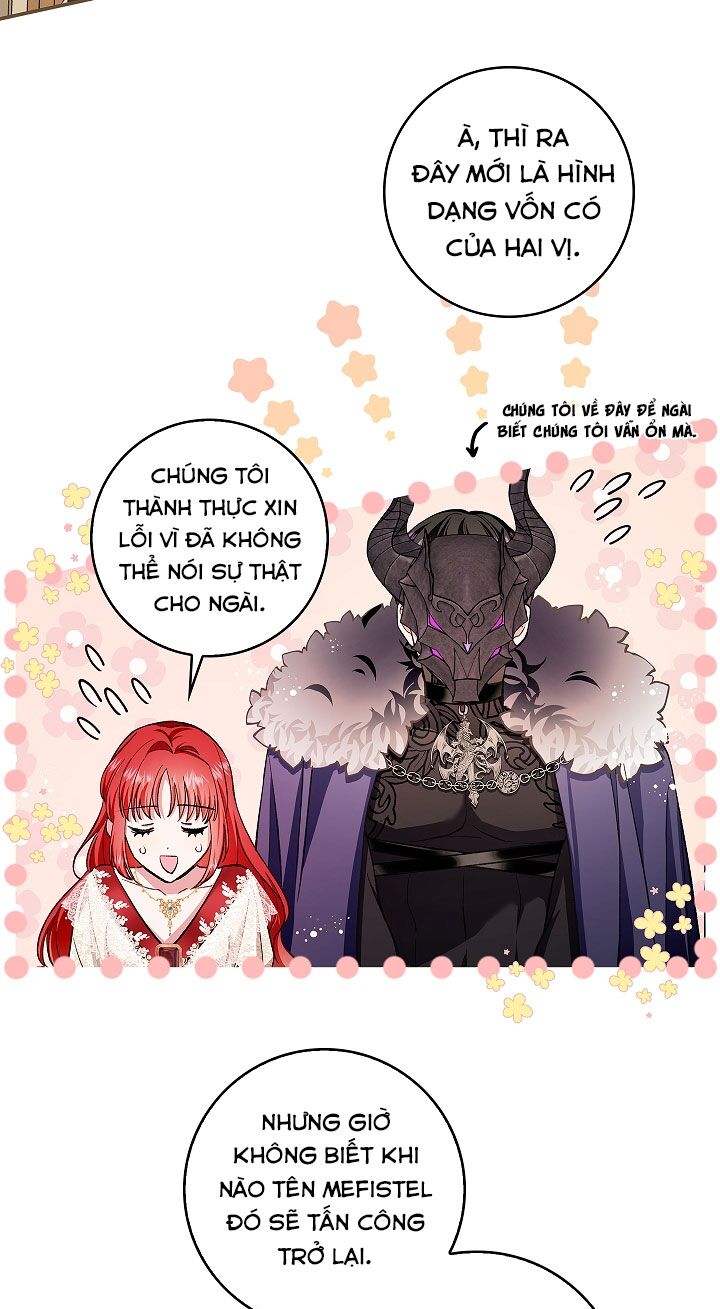 À, THÌ RA
ĐÂY MỚI LÀ HÌNH
DẠNG VỐN CÓ
CỦA HAI VỊ.
CHÚNG TÔI VỀ ĐÂY ĐỂ NGÀI
BIẾT CHÚNG TÔI VẪN ỔN MÀ.
CHÚNG TÔI
THÀNH THỰC XIN
LỖI VÌ ĐÃ KHÔNG
THỂ NÓI SỰ THẬT
CHO NGÀI.
NHƯNG GIỜ
KHÔNG BIẾT KHI
NÀO TÊN MEFISTEL
ĐÓ SẼ TẤN CÔNG
TRỞ LẠI.